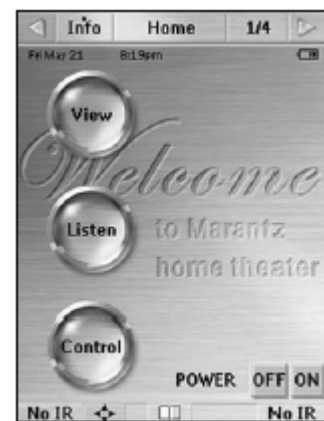 Info Home 1/4
Fri Mar 21 8:19pm
View
Welcome
Listen to Marantz
home theater
Control
POWER OFF ON
No IR No IR